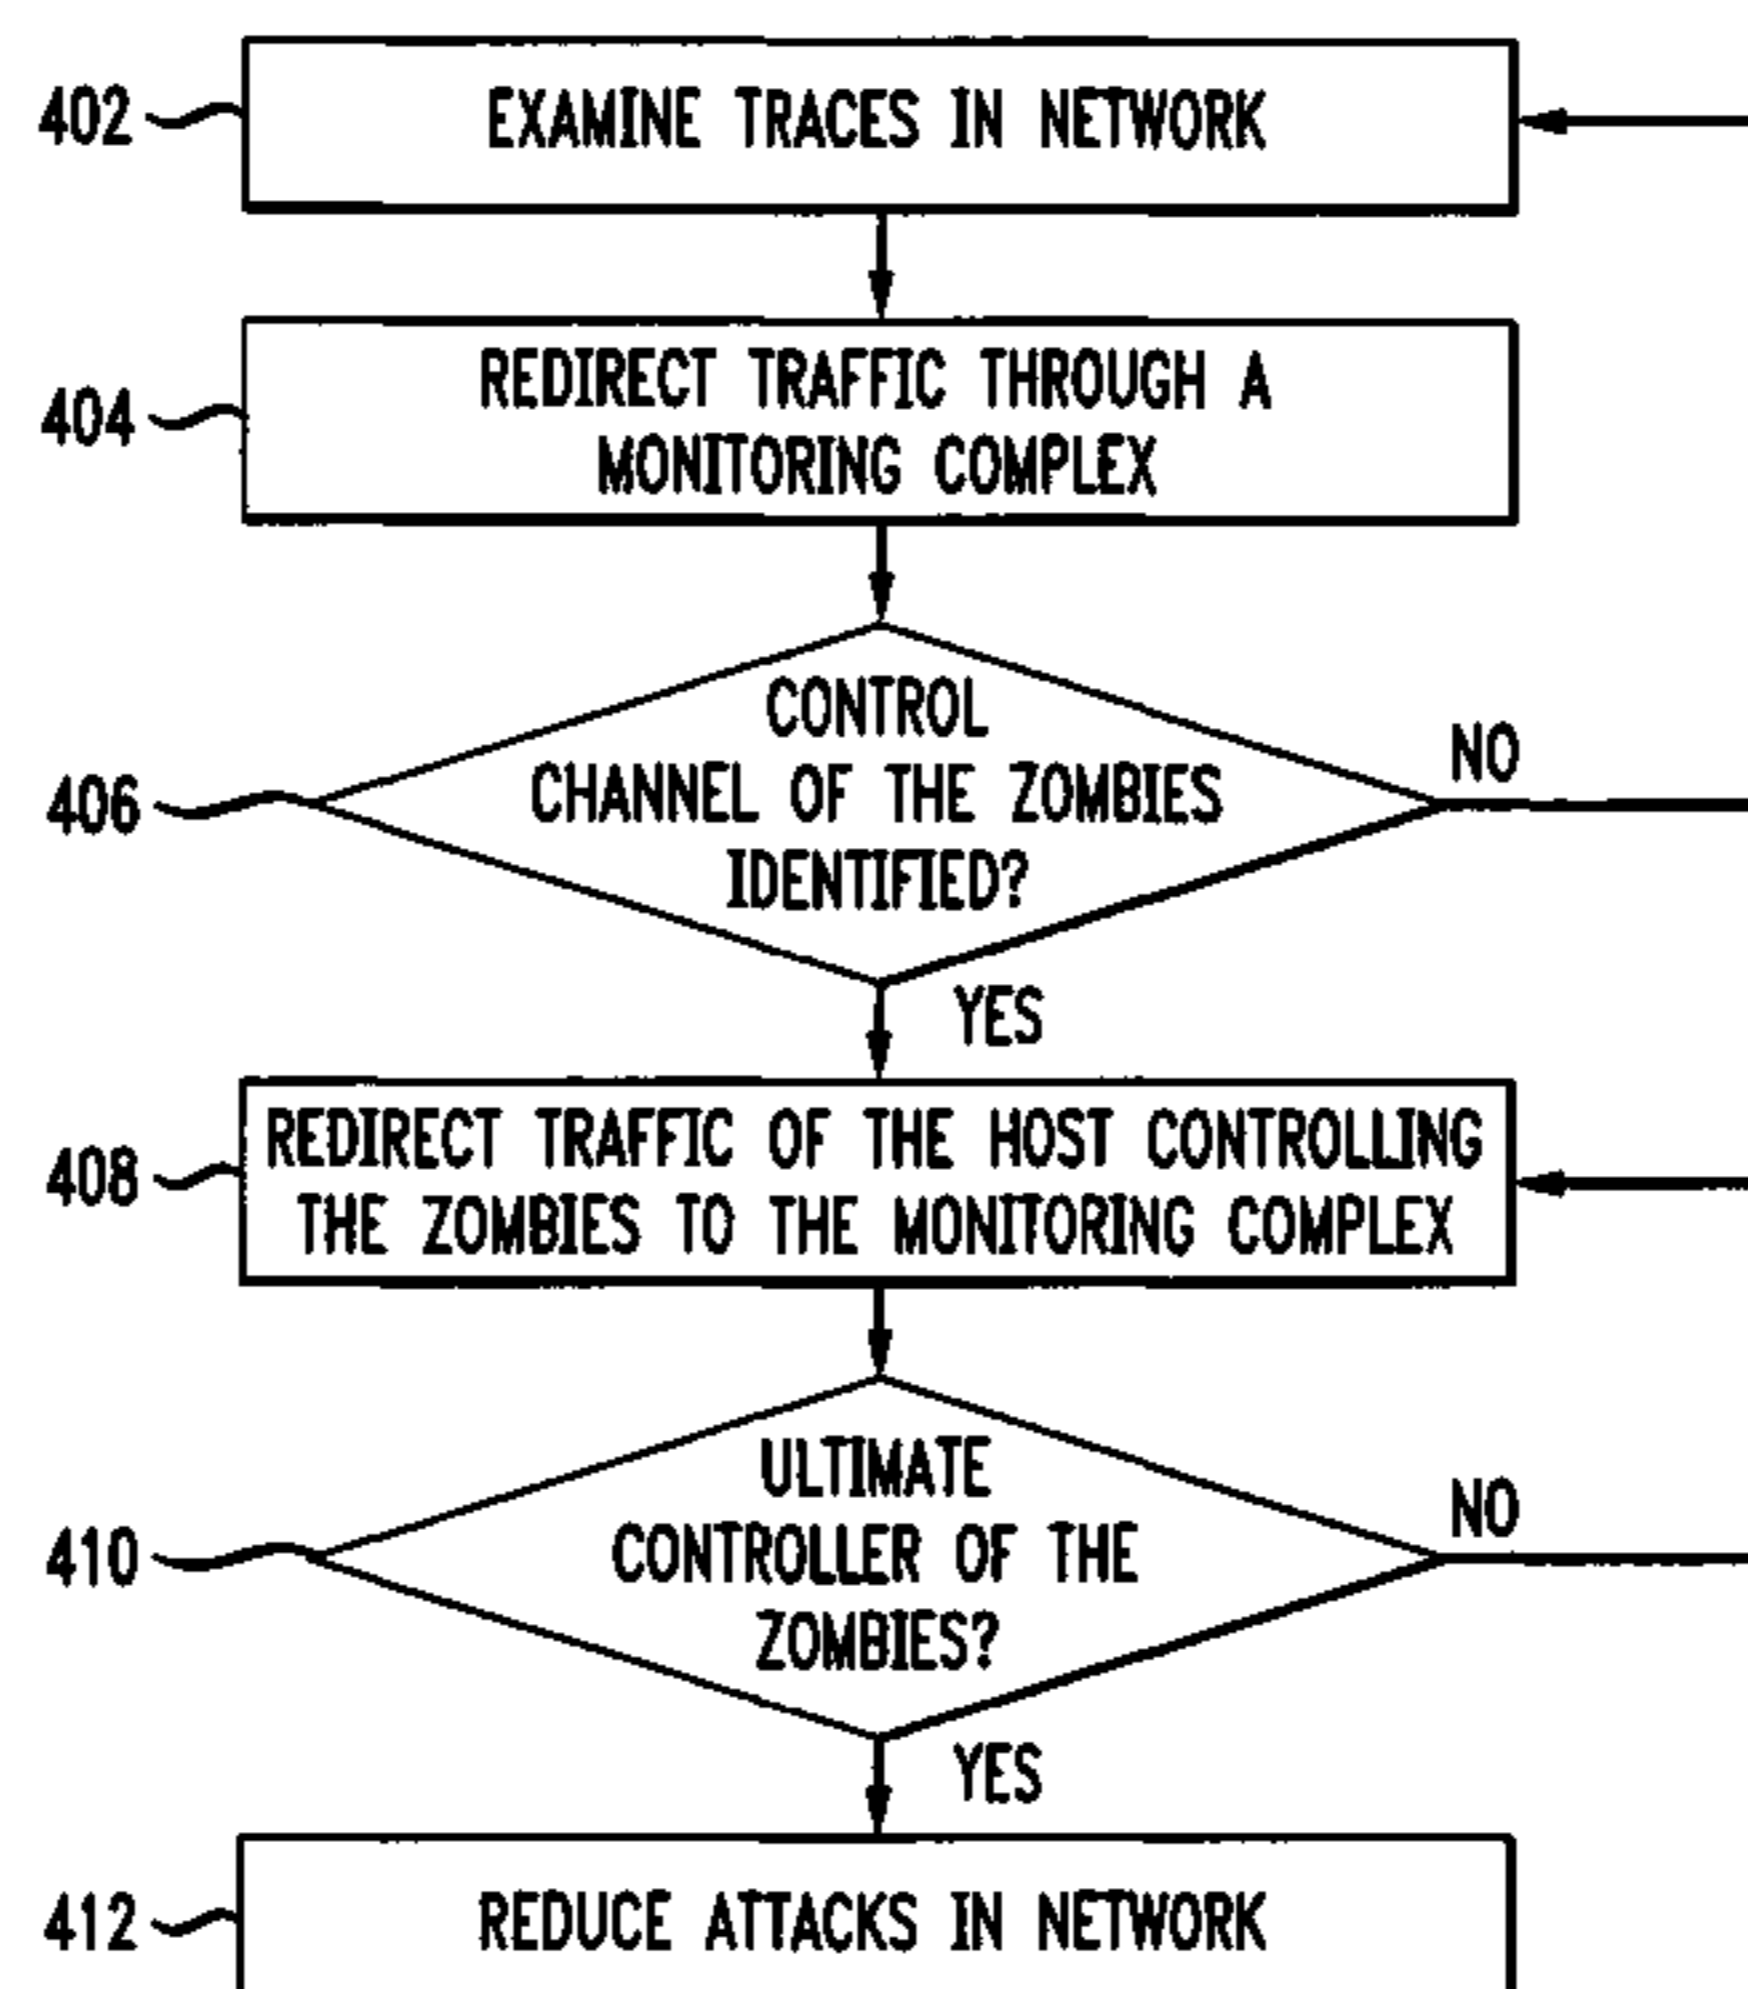 402
EXAMINE TRACES IN NETWORK
404
REDIRECT TRAFFIC THROUGH A
MONITORING COMPLEX
406
CONTROL
CHANNEL OF THE ZOMBIES
IDENTIFIED?
NO
YES
408
REDIRECT TRAFFIC OF THE HOST CONTROLLING
THE ZOMBIES TO THE MONITORING COMPLEX
410
ULTIMATE
CONTROLLER OF THE
ZOMBIES?
NO
YES
412
REDUCE ATTACKS IN NETWORK